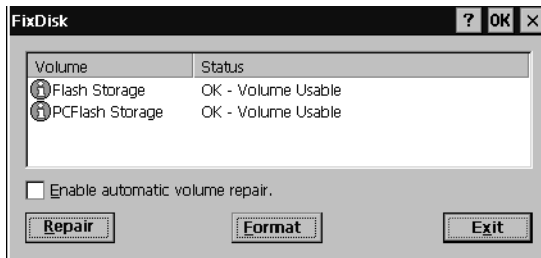 FixDisk ? OK ×
Volume Status
Flash Storage OK - Volume Usable
PCFlash Storage OK - Volume Usable
Enable automatic volume repair.
Repair Format Exit